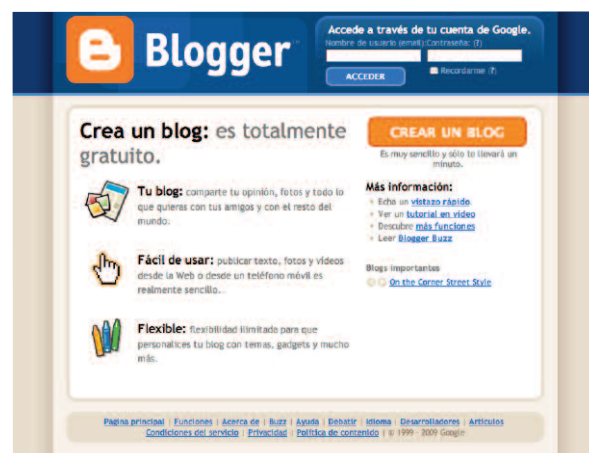 Blogger™
Accede a través de tu cuenta de Google.
Nombre de usuario (email): Contraseña: (?)
ACCEDER
Recordarme (?)
Crea un blog: es totalmente
gratuito.
Tu blog: comparte tu opinión, fotos y todo lo
que quieras con tus amigos y con el resto del
mundo.
Fácil de usar: publicar texto, fotos y vídeos
desde la Web o desde un teléfono móvil es
realmente sencillo.
Flexible: flexibilidad ilimitada para que
personalices tu blog con temas, gadgets y mucho
más.
CREAR UN BLOG
Es muy sencillo y sólo te llevará un
minuto.
Más información:
Echa un vistazo rápido.
Ver un tutorial en vídeo
Descubre más funciones
Leer Blogger Buzz
Blogs importantes
On the Corner Street Style
Página principal | Funciones | Acerca de | Buzz | Ayuda | Debatir | Idioma | Desarrolladores | Artículos
Condiciones del servicio | Privacidad | Política de contenido | © 1999 - 2009 Google